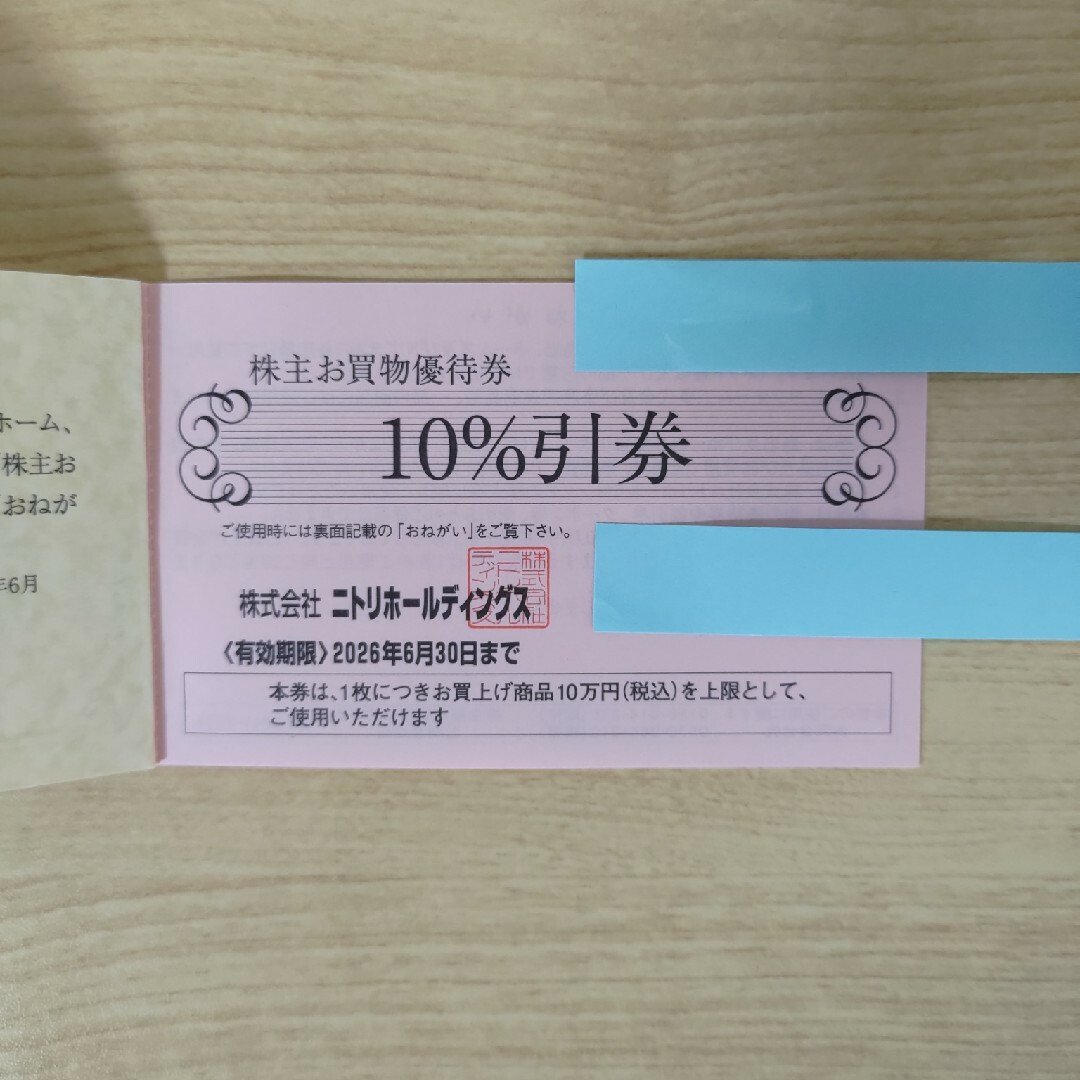 ホーム、
株主お
おねが
年6月
株主お買物優待券
10%引券
ご使用時には裏面記載の「おねがい」をご覧下さい。
株式会社 ニトリホールディングス
〈有効期限〉2026年6月30日まで
本券は、1枚につきお買上げ商品10万円(税込)を上限として、
ご使用いただけます